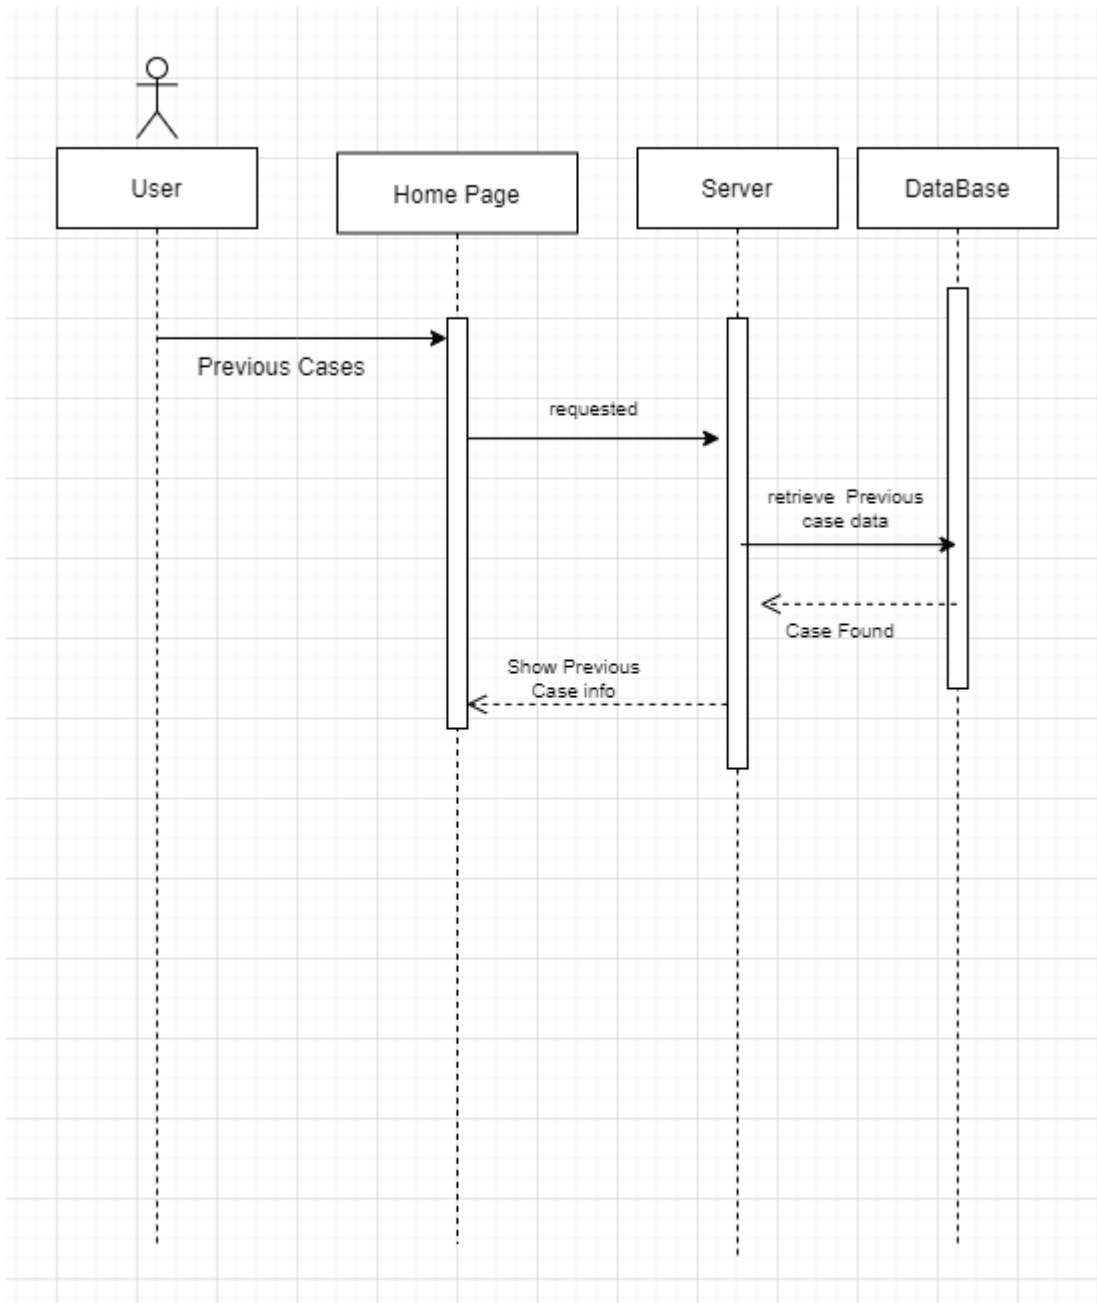 User
Home Page
Server
DataBase
Previous Cases
requested
retrieve Previous
case data
Case Found
Show Previous
Case info